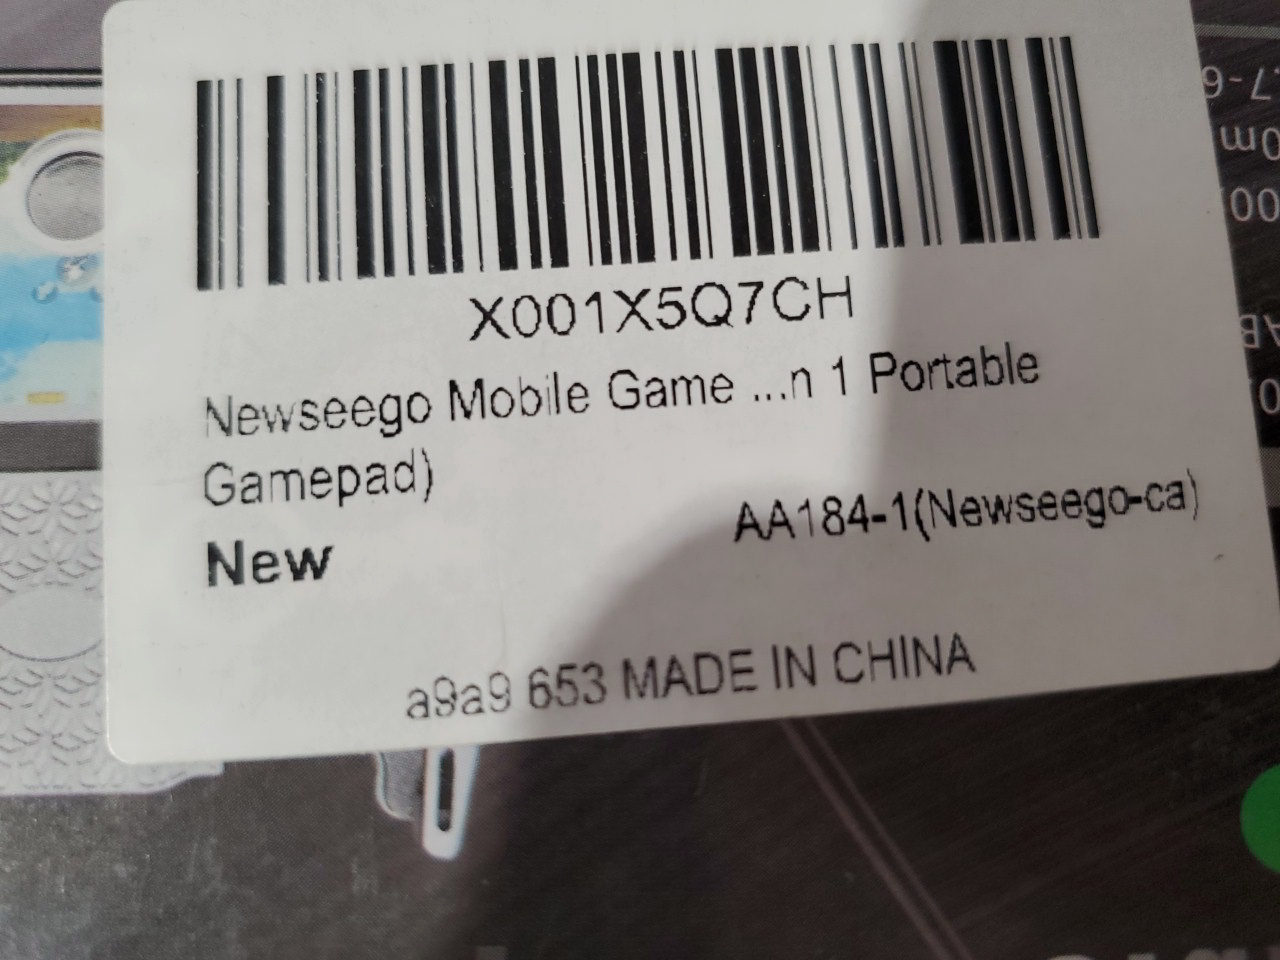 X001X5Q7CH
Newseego Mobile Game ...n 1 Portable
Gamepad)
New
AA184-1(Newseego-ca)
a9a9 653 MADE IN CHINA